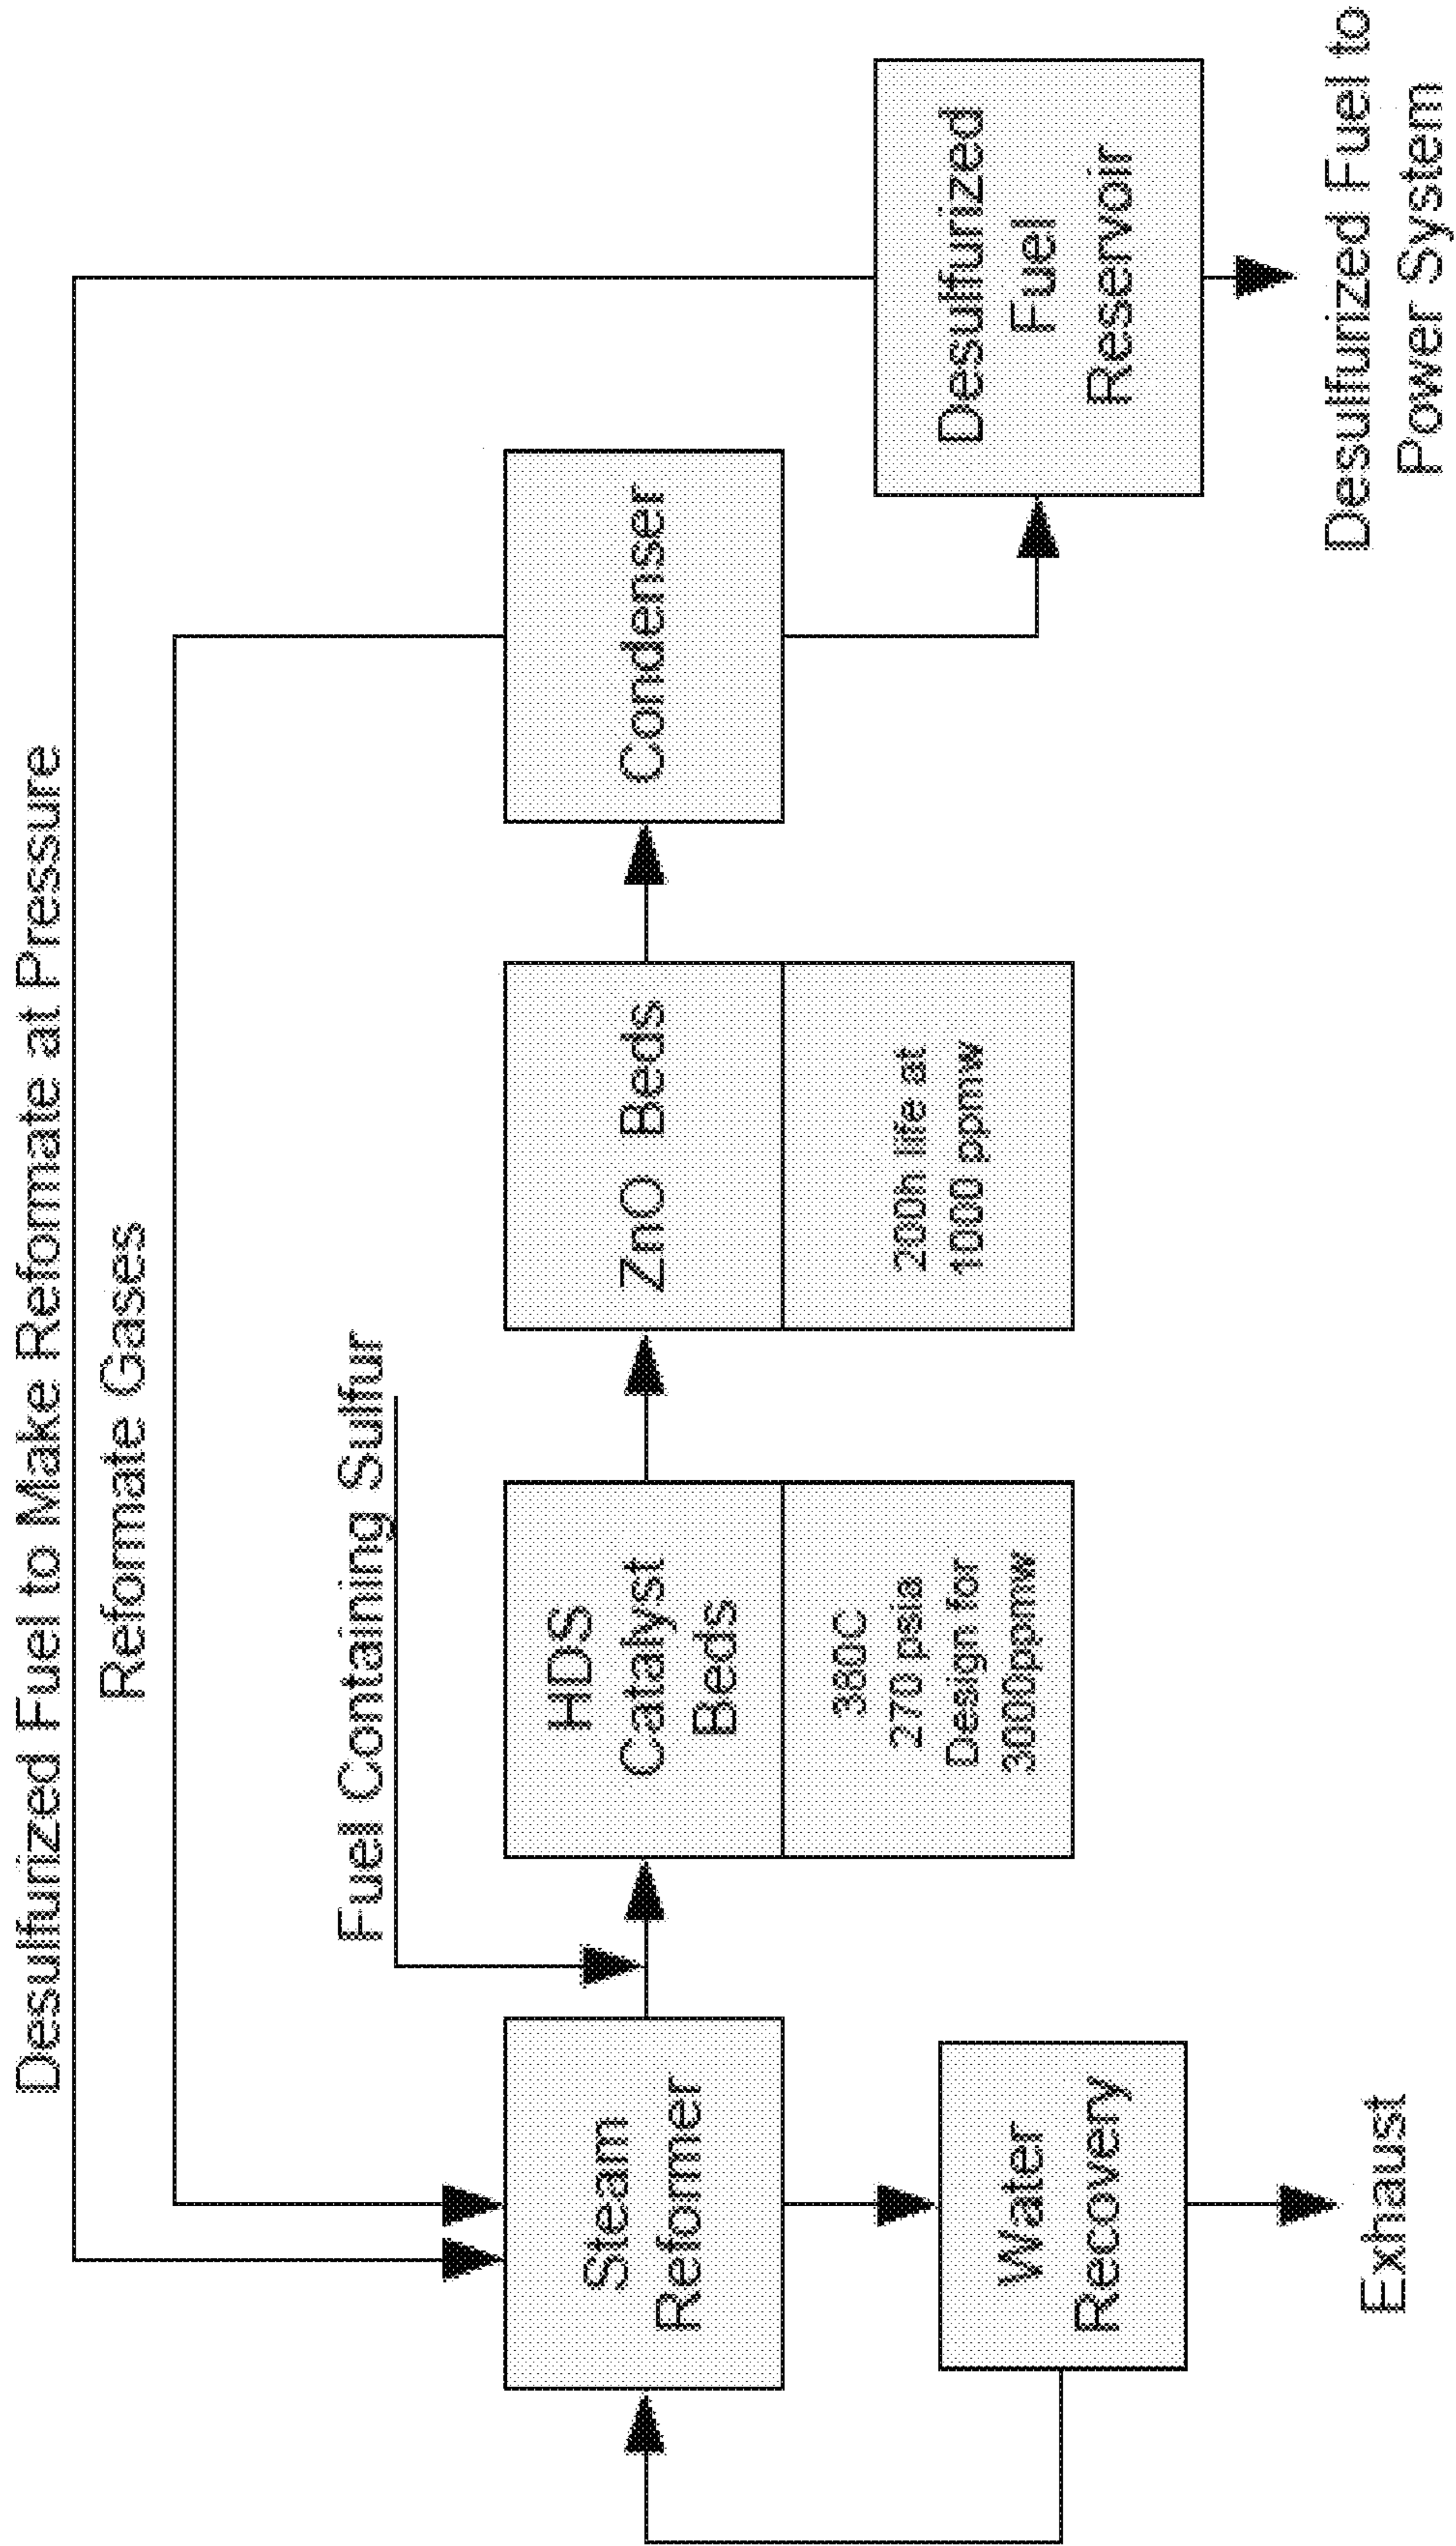 Desulfurized Fuel to Make Reformate at Pressure
Reformate Gases
Fuel Containing Sulfur
Steam
Reformer
HDS
Catalyst
Beds
380C
270 psia
Design for
3000ppmw
ZnO Beds
200h life at
1000 ppmw
Condenser
Water
Recovery
Desulfurized
Fuel
Reservoir
Exhaust
Desulfurized Fuel to
Power System